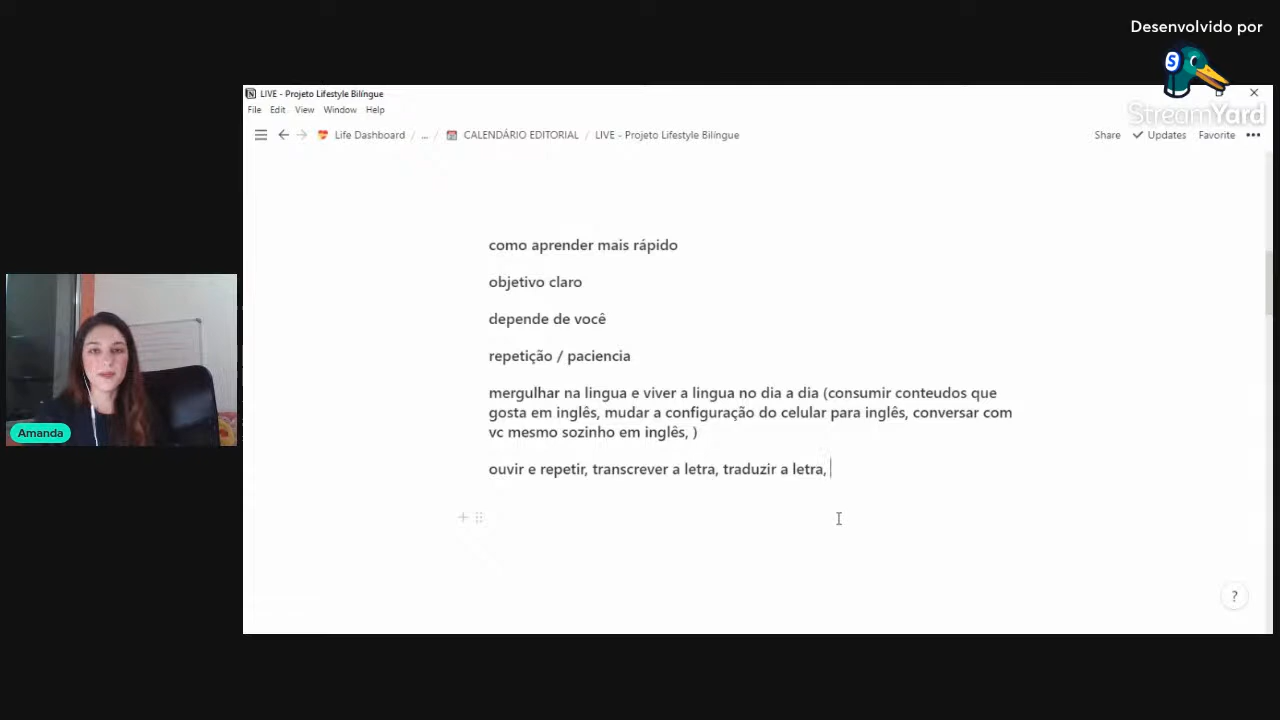 Desenvolvido por
S
StreamYard
LIVE - Projeto Lifestyle Bilíngue
File Edit View Window Help
Life Dashboard / ... / CALENDÁRIO EDITORIAL / LIVE - Projeto Lifestyle Bilíngue
Share Updates Favorite •••
como aprender mais rápido
objetivo claro
depende de você
repetição / paciencia
mergulhar na lingua e viver a lingua no dia a dia (consumir conteudos que
gosta em inglês, mudar a configuração do celular para inglês, conversar com
vc mesmo sozinho em inglês, )
ouvir e repetir, transcrever a letra, traduzir a letra,
Amanda
?